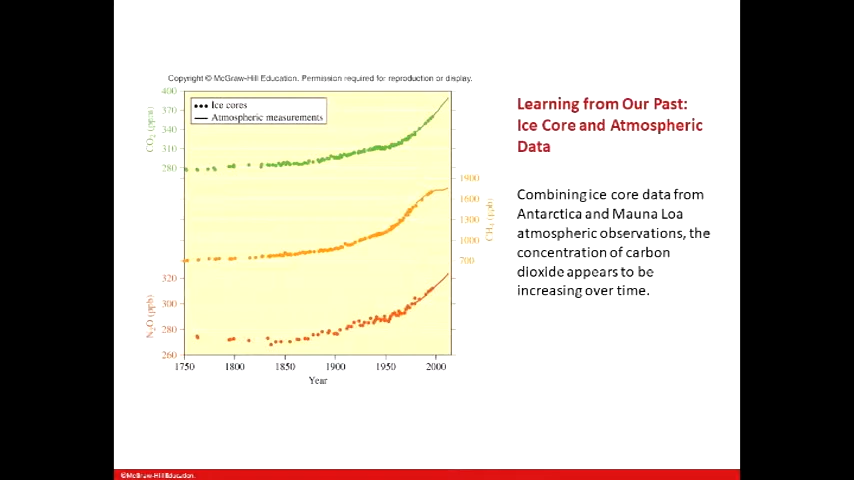 Copyright © McGraw-Hill Education. Permission required for reproduction or display.
400
370
340
310
280
CO₂ (ppm)
Ice cores
Atmospheric measurements
1900
1600
1300
1000
700
CH₄ (ppb)
320
300
280
260
N₂O (ppb)
1750 1800 1850 1900 1950 2000
Year
Learning from Our Past:
Ice Core and Atmospheric
Data
Combining ice core data from
Antarctica and Mauna Loa
atmospheric observations, the
concentration of carbon
dioxide appears to be
increasing over time.
©McGraw-Hill Education.